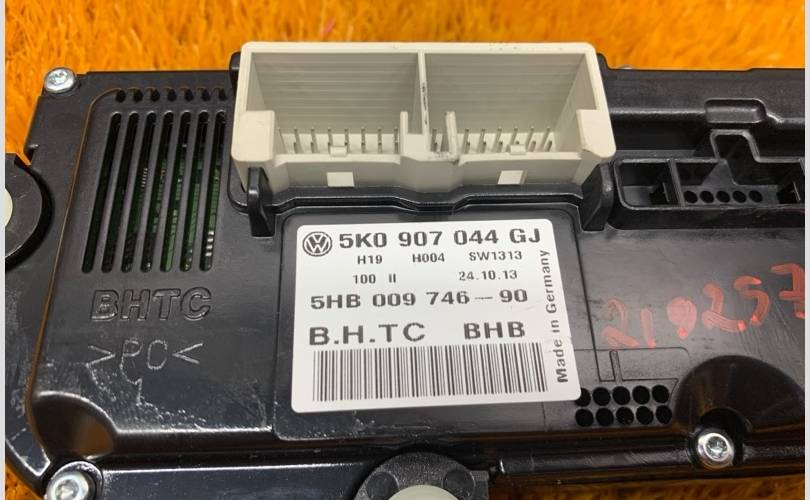 5K0 907 044 GJ
H19 H004 SW1313
100 II 24.10.13
5HB 009 746-90
B.H.TC BHB
Made in Germany
BHTC
>PC<
219257